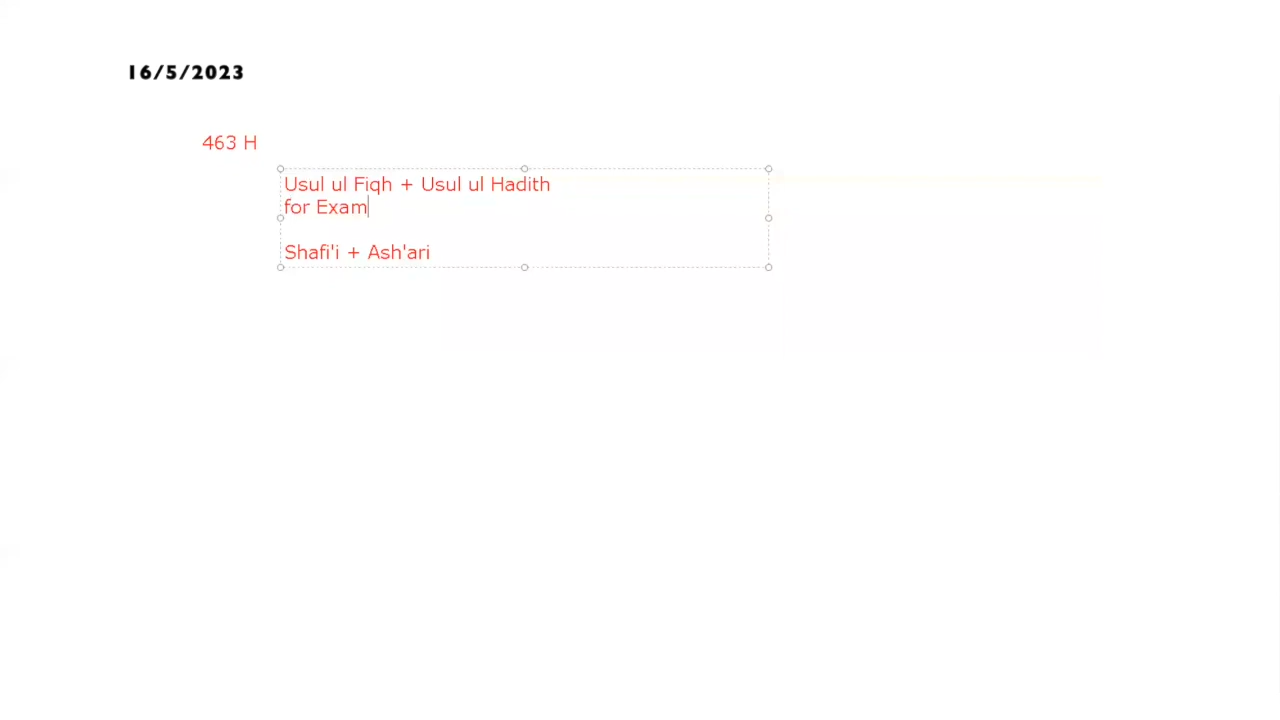 16/5/2023
463 H
Usul ul Fiqh + Usul ul Hadith
for Exam
Shafi'i + Ash'ari